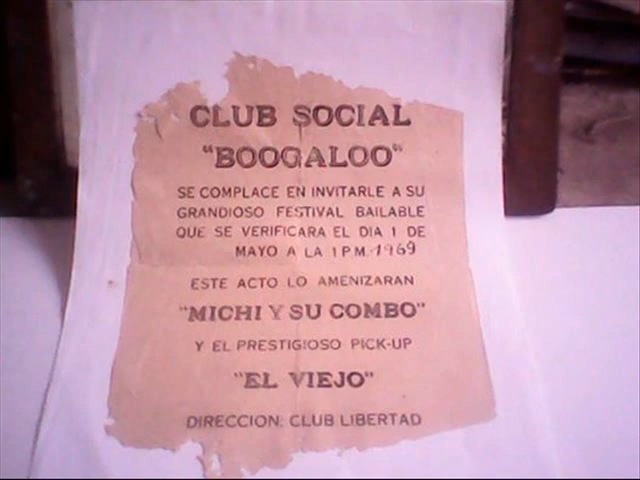 CLUB SOCIAL
"BOOGALOO"
SE COMPLACE EN INVITARLE A SU
GRANDIOSO FESTIVAL BAILABLE
QUE SE VERIFICARA EL DIA 1 DE
MAYO A LA 1 P.M. 1969
ESTE ACTO LO AMENIZARAN
"MICHI Y SU COMBO"
Y EL PRESTIGIOSO PICK-UP
"EL VIEJO"
DIRECCION: CLUB LIBERTAD